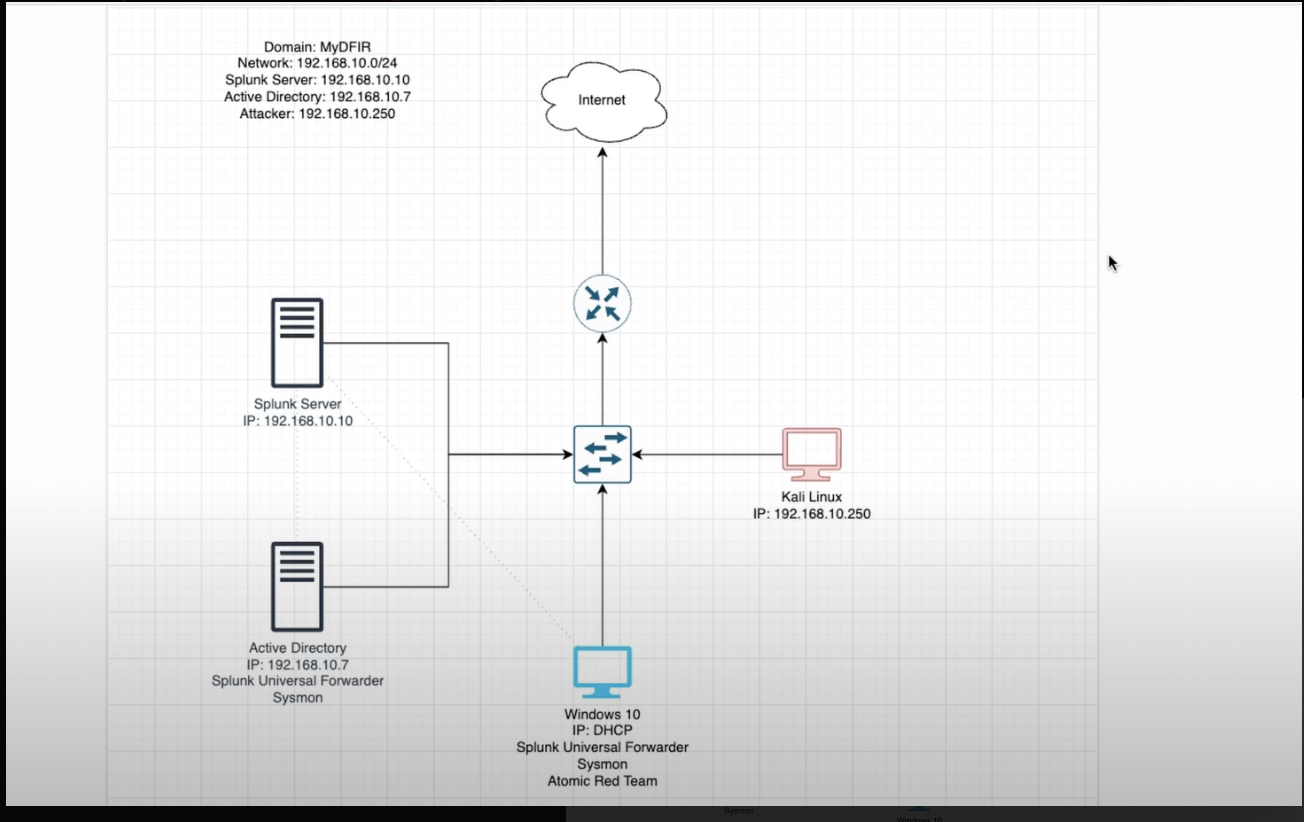 Domain: MyDFIR
Network: 192.168.10.0/24
Splunk Server: 192.168.10.10
Active Directory: 192.168.10.7
Attacker: 192.168.10.250
Internet
Splunk Server
IP: 192.168.10.10
Kali Linux
IP: 192.168.10.250
Active Directory
IP: 192.168.10.7
Splunk Universal Forwarder
Sysmon
Windows 10
IP: DHCP
Splunk Universal Forwarder
Sysmon
Atomic Red Team
Sysmon
Windows 10